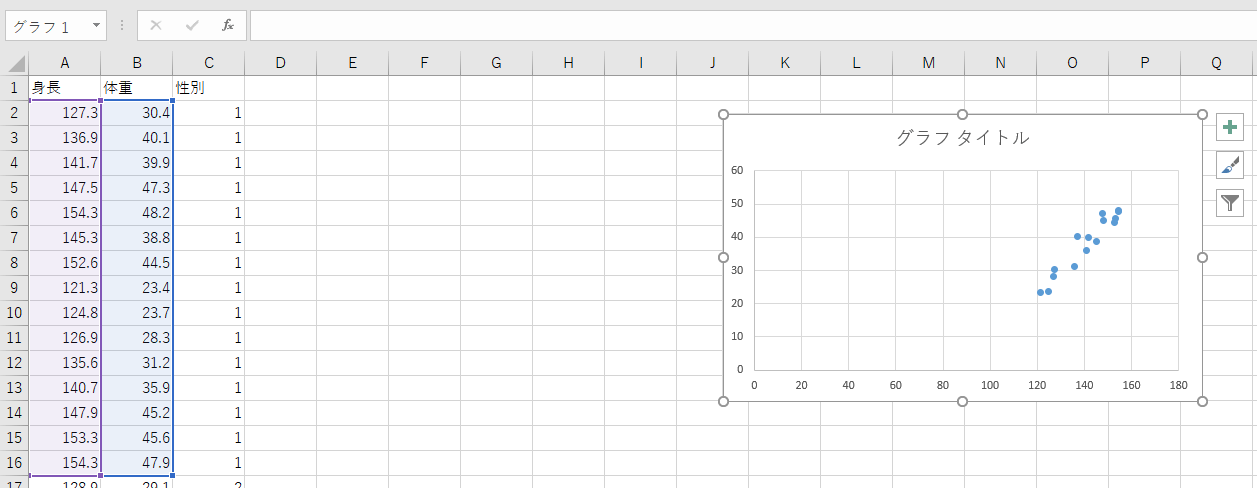 グラフ 1 fx
A B C D E F G H I J K L M N O P Q
1 身長 体重 性別
2 127.3 30.4 1
3 136.9 40.1 1
4 141.7 39.9 1
5 147.5 47.3 1
6 154.3 48.2 1
7 145.3 38.8 1
8 152.6 44.5 1
9 121.3 23.4 1
10 124.8 23.7 1
11 126.9 28.3 1
12 135.6 31.2 1
13 140.7 35.9 1
14 147.9 45.2 1
15 153.3 45.6 1
16 154.3 47.9 1
17 128.9 29.1 2
グラフ タイトル
60
50
40
30
20
10
0
0 20 40 60 80 100 120 140 160 180